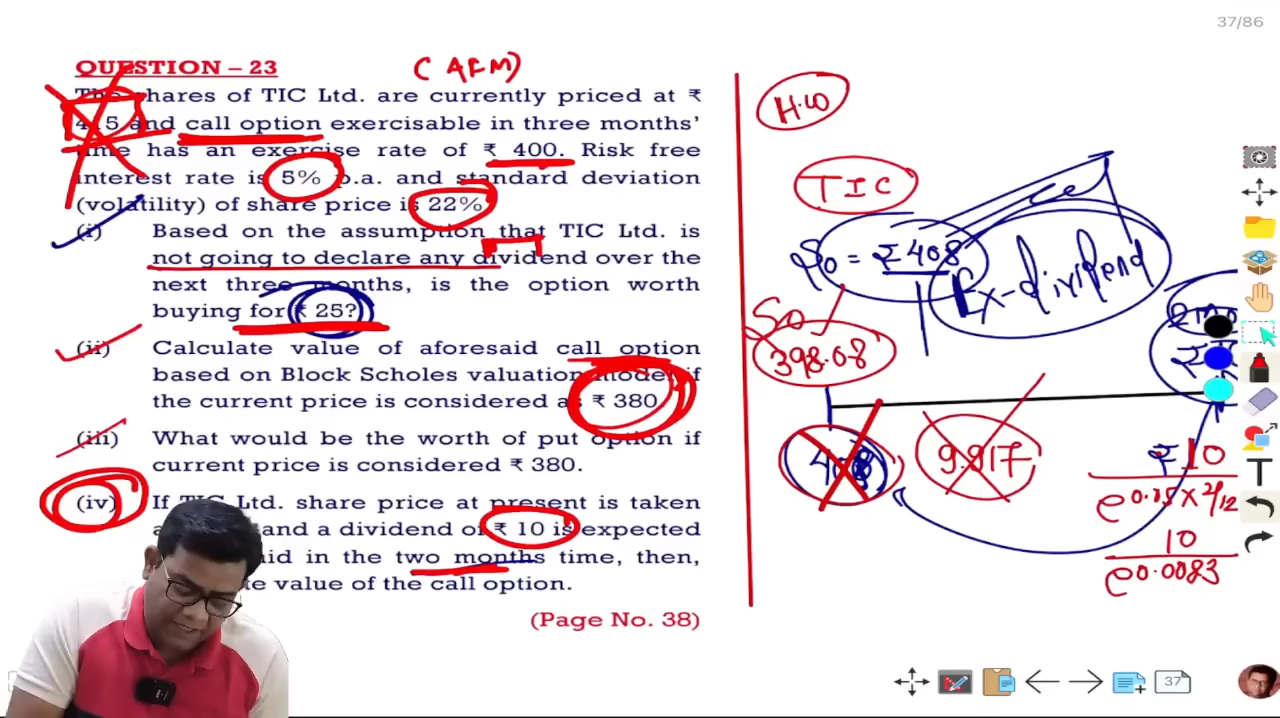 37/86
QUESTION – 23
(AFM)
The shares of TIC Ltd. are currently priced at ₹
415 and call option exercisable in three months'
time has an exercise rate of ₹ 400. Risk free
interest rate is 5% p.a. and standard deviation
(volatility) of share price is 22%
(i) Based on the assumption that TIC Ltd. is
not going to declare any dividend over the
next three months, is the option worth
buying for ₹ 25?
(ii) Calculate value of aforesaid call option
based on Block Scholes valuation model if
the current price is considered as ₹ 380
(iii) What would be the worth of put option if
current price is considered ₹ 380.
(iv) If TIC Ltd. share price at present is taken
and a dividend of ₹ 10 is expected
in the two months time, then,
value of the call option.
(Page No. 38)
H.W
TIC
S0 = ₹408
Ex-dividend
S0
398.08
408
9.917
₹10
e0.05×2/12
10
e0.0083
37